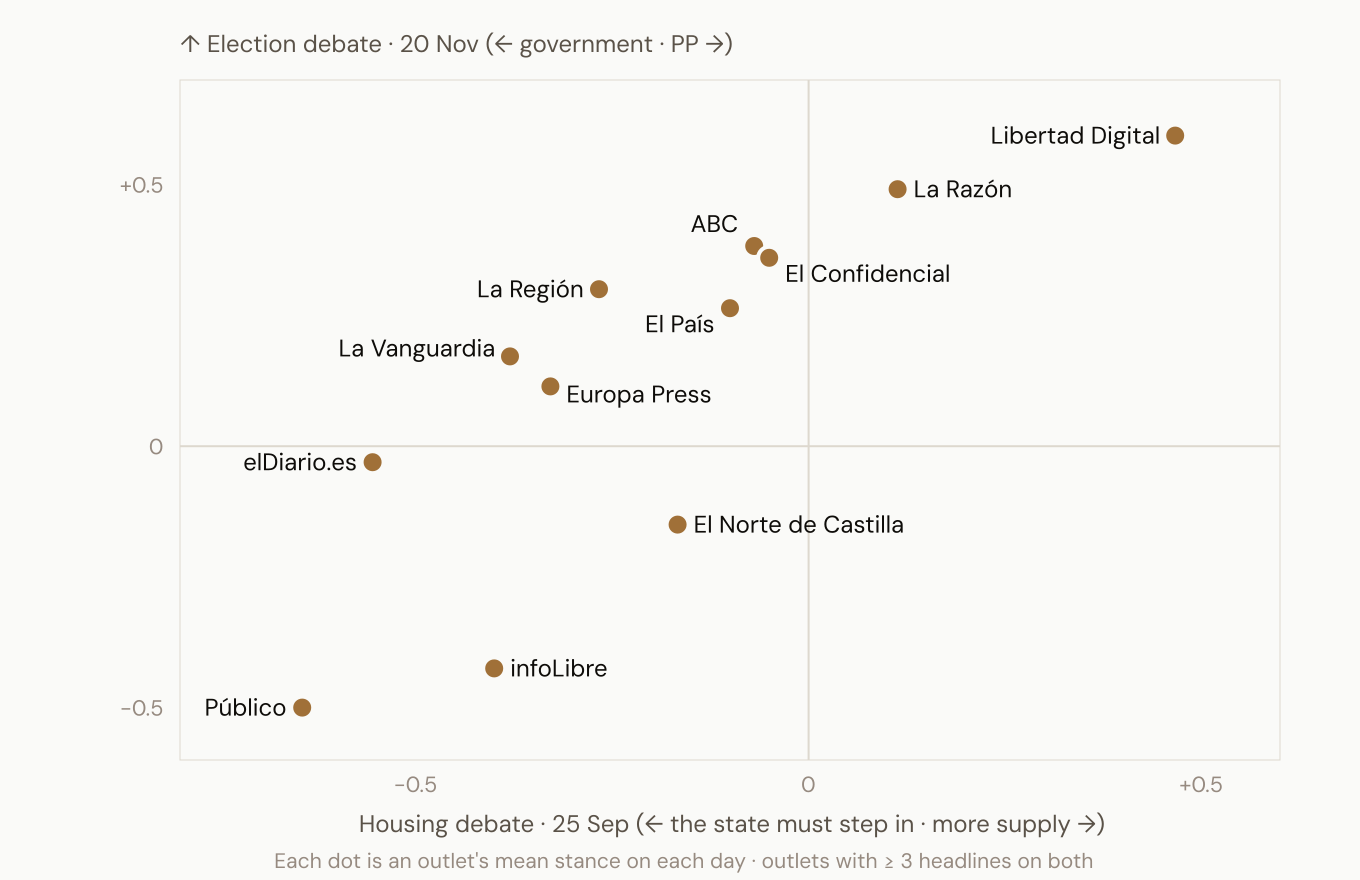 ↑ Election debate · 20 Nov (← government · PP →)
Libertad Digital
+0.5
La Razón
ABC
El Confidencial
La Región
El País
La Vanguardia
Europa Press
0
elDiario.es
El Norte de Castilla
infoLibre
Público
-0.5
-0.5 0 +0.5
Housing debate · 25 Sep (← the state must step in · more supply →)
Each dot is an outlet's mean stance on each day · outlets with ≥ 3 headlines on both